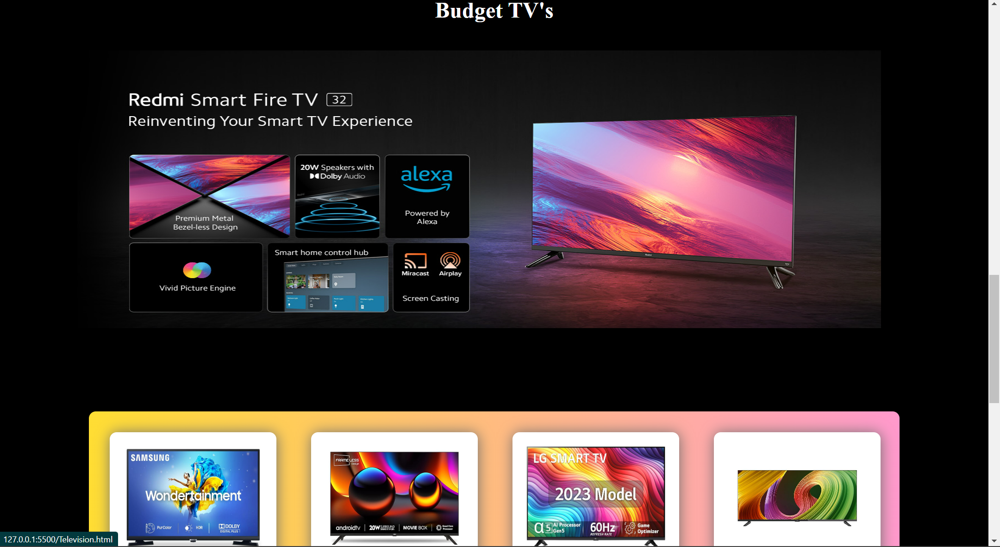 Budget TV's
Redmi Smart Fire TV 32
Reinventing Your Smart TV Experience
20W Speakers with
Dolby Audio
Redmi
alexa
Powered by
Alexa
Premium Metal
Bezel-less Design
Vivid Picture Engine
Smart home control hub
Miracast Airplay
Screen Casting
Redmi
SAMSUNG
Wondertainment
PurColor HDR DOLBY
DIGITAL PLUS
FRAMELESS
design
androidtv 20W SURROUND MOVIE BOX Quad Core
Processor
LG SMART TV
2023 Model
α5 AI Processor
Gen5
60Hz
REFRESH RATE
Game
Optimizer
127.0.0.1:5500/Television.html